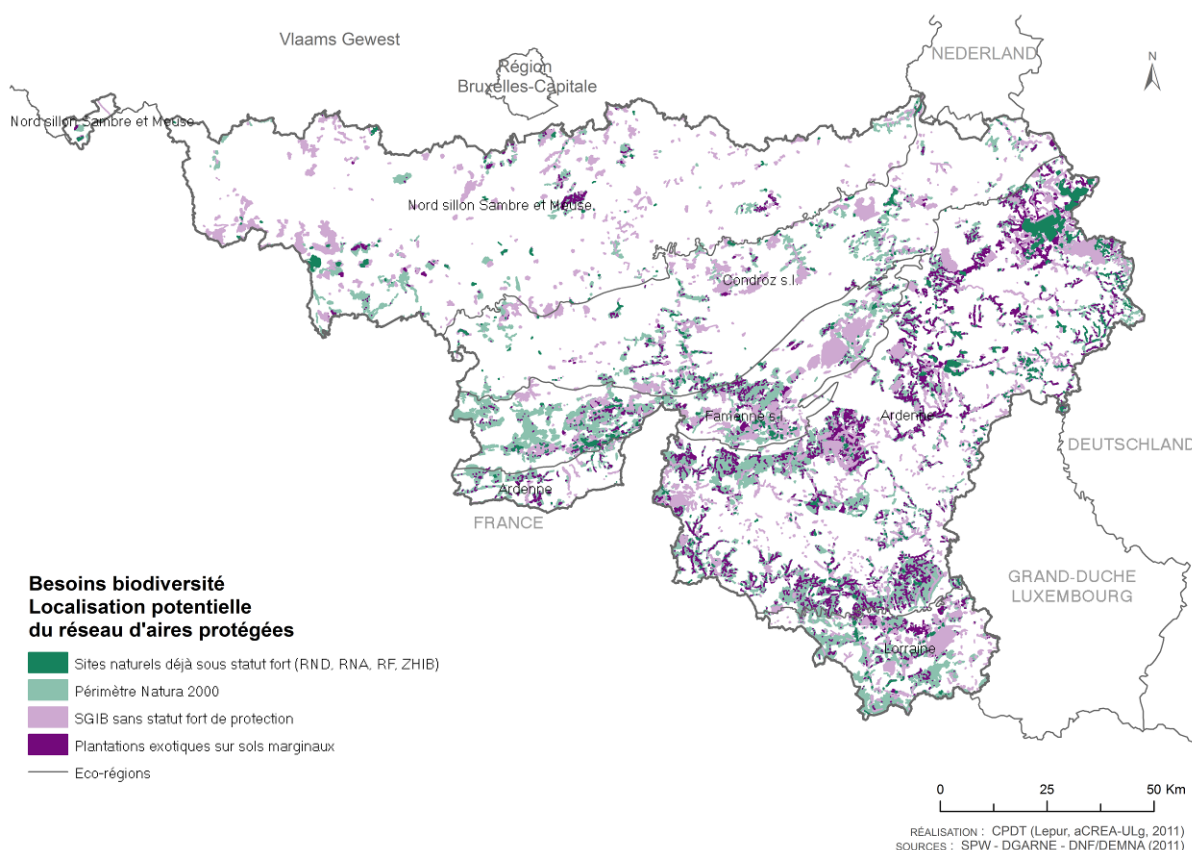 Vlaams Gewest
Région
Bruxelles-Capitale
NEDERLAND
N
Nord sillon Sambre et Meuse
Nord sillon Sambre et Meuse
Condroz s.l.
Famenne s.l.
Ardenne
DEUTSCHLAND
Ardenne
FRANCE
GRAND-DUCHE
LUXEMBOURG
Lorraine
Besoins biodiversité
Localisation potentielle
du réseau d'aires protégées
Sites naturels déjà sous statut fort (RND, RNA, RF, ZHIB)
Périmètre Natura 2000
SGIB sans statut fort de protection
Plantations exotiques sur sols marginaux
Eco-régions
0 25 50 Km
RÉALISATION : CPDT (Lepur, aCREA-ULg, 2011)
SOURCES : SPW - DGARNE - DNF/DEMNA (2011)